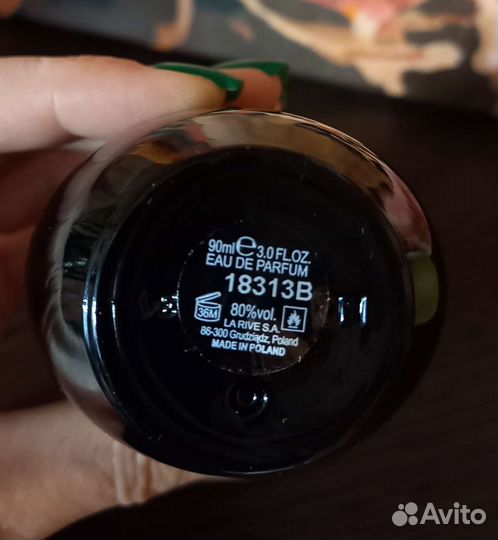 90ml ℮ 3.0 FL.OZ.
EAU DE PARFUM
18313B
36M 80%vol.
LA RIVE S.A.
86-300 Grudziądz, Poland
MADE IN POLAND
Avito